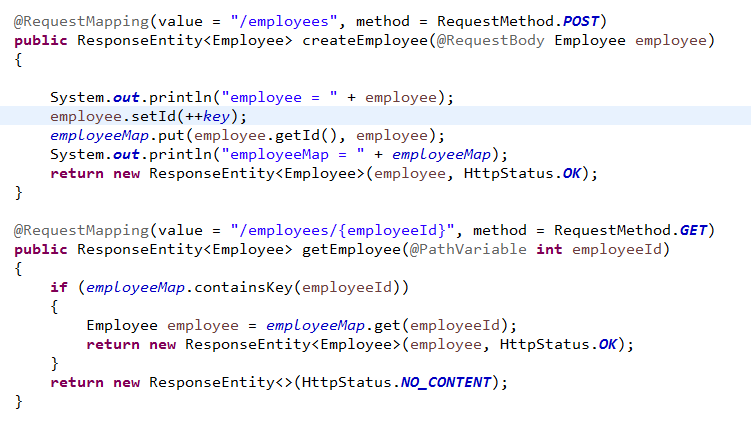 @RequestMapping(value = "/employees", method = RequestMethod.POST)
public ResponseEntity<Employee> createEmployee(@RequestBody Employee employee)
{
System.out.println("employee = " + employee);
employee.setId(++key);
employeeMap.put(employee.getId(), employee);
System.out.println("employeeMap = " + employeeMap);
return new ResponseEntity<Employee>(employee, HttpStatus.OK);
}
@RequestMapping(value = "/employees/{employeeId}", method = RequestMethod.GET)
public ResponseEntity<Employee> getEmployee(@PathVariable int employeeId)
{
if (employeeMap.containsKey(employeeId))
{
Employee employee = employeeMap.get(employeeId);
return new ResponseEntity<Employee>(employee, HttpStatus.OK);
}
return new ResponseEntity<>(HttpStatus.NO_CONTENT);
}